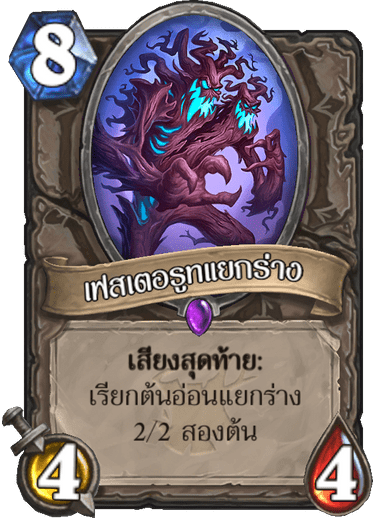 8
เฟสเตอรูทแยกร่าง
เสียงสุดท้าย:
เรียกต้นอ่อนแยกร่าง
2/2 สองต้น
4
4